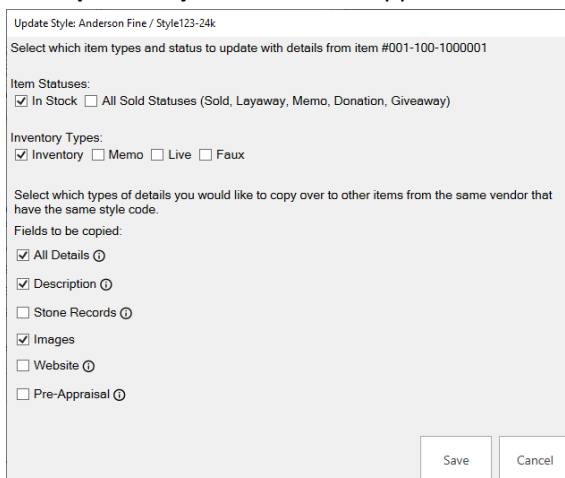 Update Style: Anderson Fine / Style123-24k
Select which item types and status to update with details from item #001-100-1000001
Item Statuses:
In Stock All Sold Statuses (Sold, Layaway, Memo, Donation, Giveaway)
Inventory Types:
Inventory Memo Live Faux
Select which types of details you would like to copy over to other items from the same vendor that
have the same style code.
Fields to be copied:
All Details
Description
Stone Records
Images
Website
Pre-Appraisal
Save Cancel